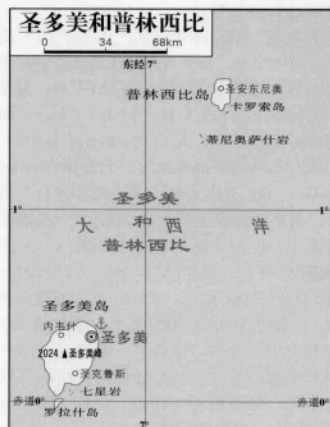 圣多美和普林西比
0 34 68km
东经7°
圣安东尼奥
普林西比岛
卡罗索岛
蒂尼奥萨什岩
圣多美
1° 1°
大 和 西 洋
普林西比
圣多美岛
内韦什
圣多美
2024 圣多美峰
圣克鲁斯
七星岩
赤道0° 赤道0°
罗拉什岛
7°